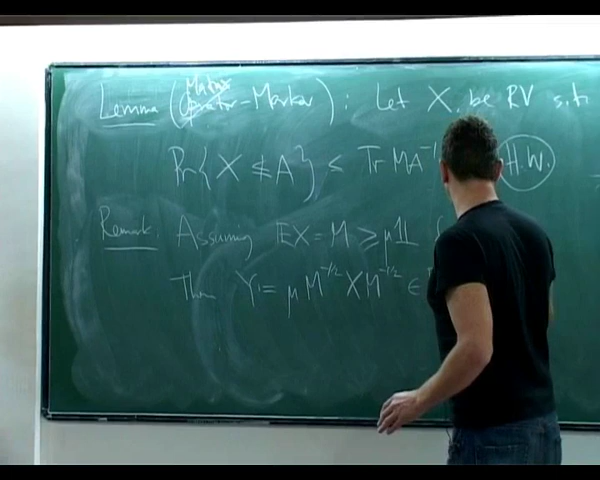 Lemma (Matrix-Markov): Let X be RV s.t.
Pr{X ≰ A} ≤ Tr MA⁻¹ H.W.
Remark: Assuming EX = M ≥ μ𝟙
Then Y := μ M^{-1/2} X M^{-1/2} ∈